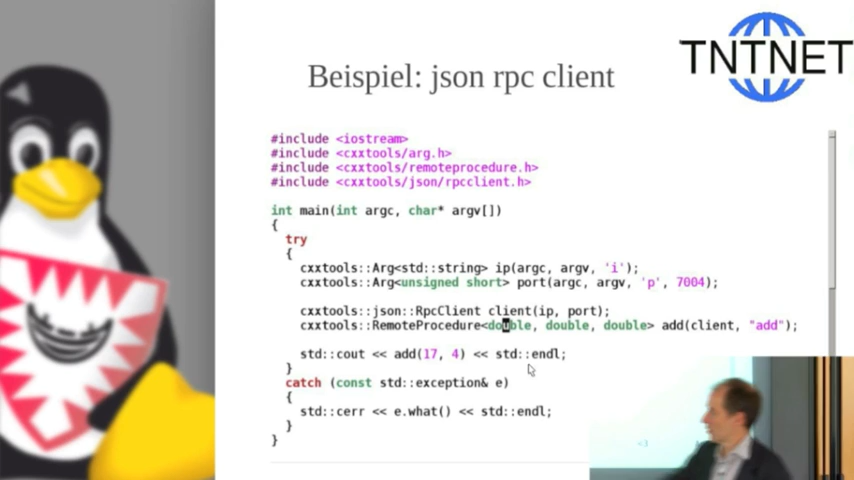 TNTNET
Beispiel: json rpc client
#include <iostream>
#include <cxxtools/arg.h>
#include <cxxtools/remoteprocedure.h>
#include <cxxtools/json/rpcclient.h>
int main(int argc, char* argv[])
{
try
{
cxxtools::Arg<std::string> ip(argc, argv, 'i');
cxxtools::Arg<unsigned short> port(argc, argv, 'p', 7004);
cxxtools::json::RpcClient client(ip, port);
cxxtools::RemoteProcedure<double, double, double> add(client, "add");
std::cout << add(17, 4) << std::endl;
}
catch (const std::exception& e)
{
std::cerr << e.what() << std::endl;
}
}